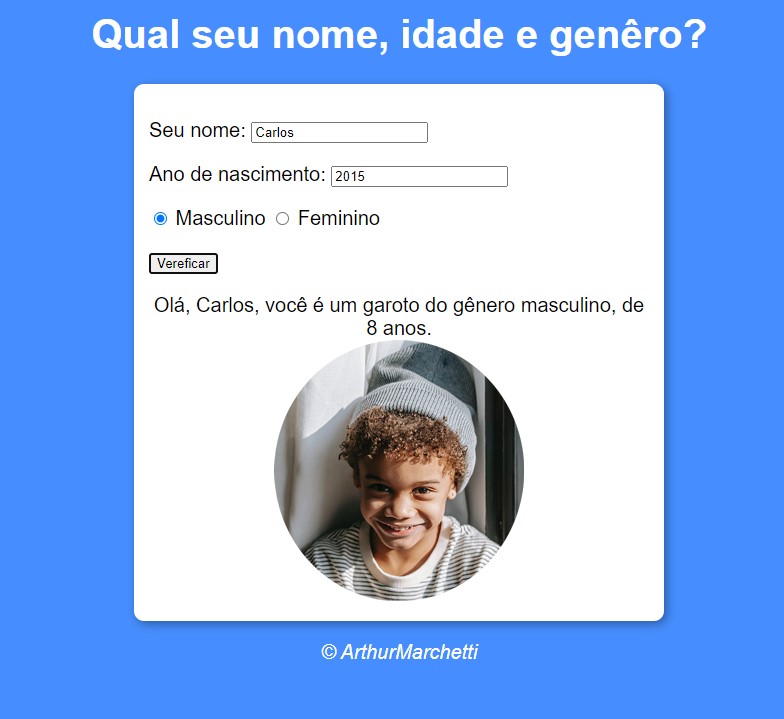 Qual seu nome, idade e genêro?
Seu nome: Carlos
Ano de nascimento: 2015
Masculino Feminino
Vereficar
Olá, Carlos, você é um garoto do gênero masculino, de
8 anos.
© ArthurMarchetti